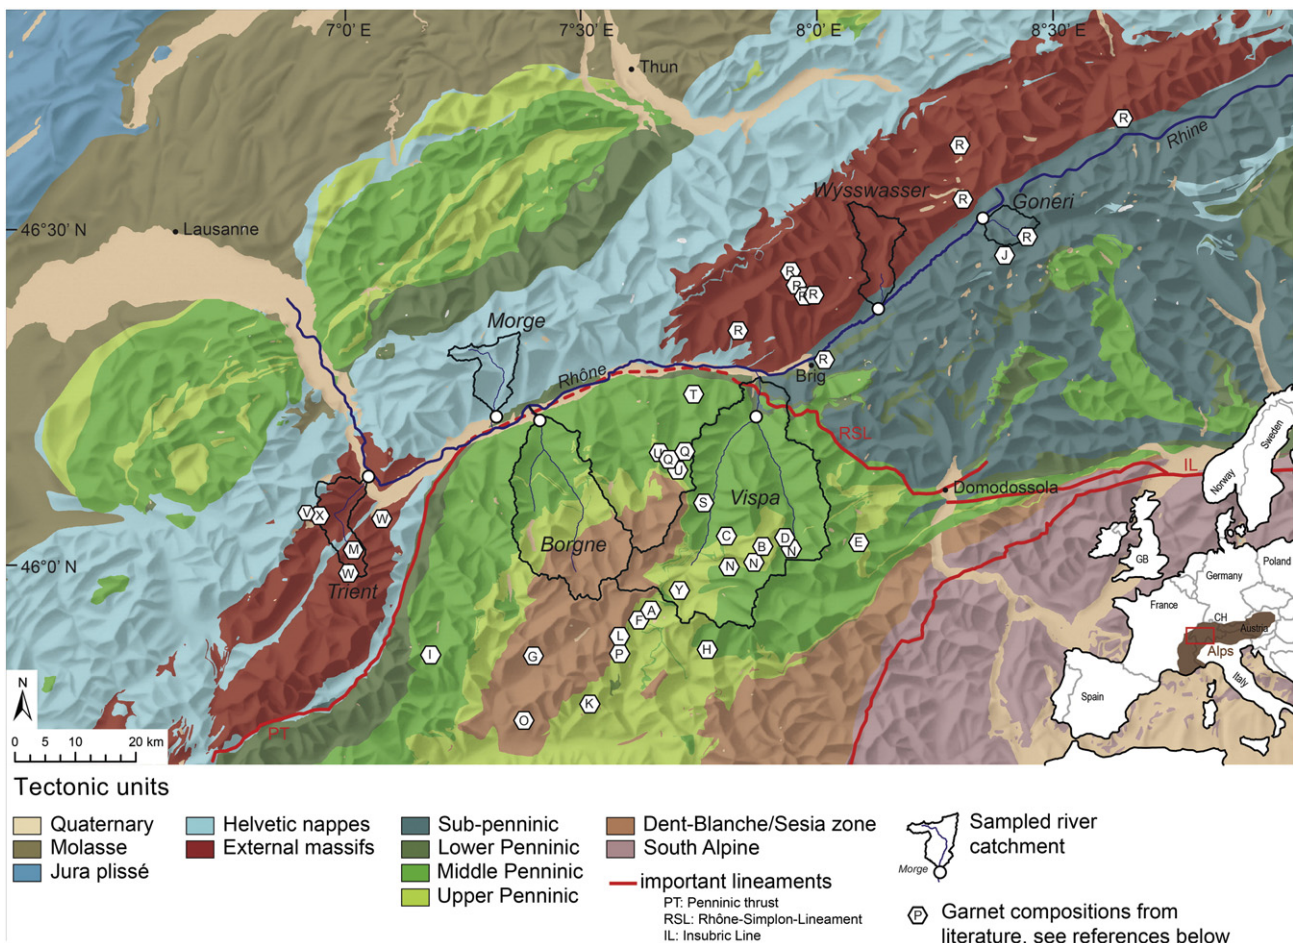 7°0' E
7°30' E
8°0' E
8°30' E
Thun
Rhine
R
R
Wysswasser
R
Goneri
46°30' N
Lausanne
R
J
R
R
R
Morge
R
Rhône
R
Brig
T
RSL
U
Q
Q
U
IL
Domodossola
S
Vispa
V
X
W
Borgne
C
D
B
N
E
M
46°0' N
N
N
W
Trient
Y
A
F
L
I
G
P
H
K
O
PT
N
0 5 10 20 km
Norway
Sweden
GB
Poland
Germany
France
CH
Austria
Alps
Italy
Spain
Tectonic units
Quaternary
Molasse
Jura plissé
Helvetic nappes
External massifs
Sub-penninic
Lower Penninic
Middle Penninic
Upper Penninic
Dent-Blanche/Sesia zone
South Alpine
important lineaments
PT: Penninic thrust
RSL: Rhône-Simplon-Lineament
IL: Insubric Line
Sampled river
catchment
Morge
P
Garnet compositions from
literature, see references below